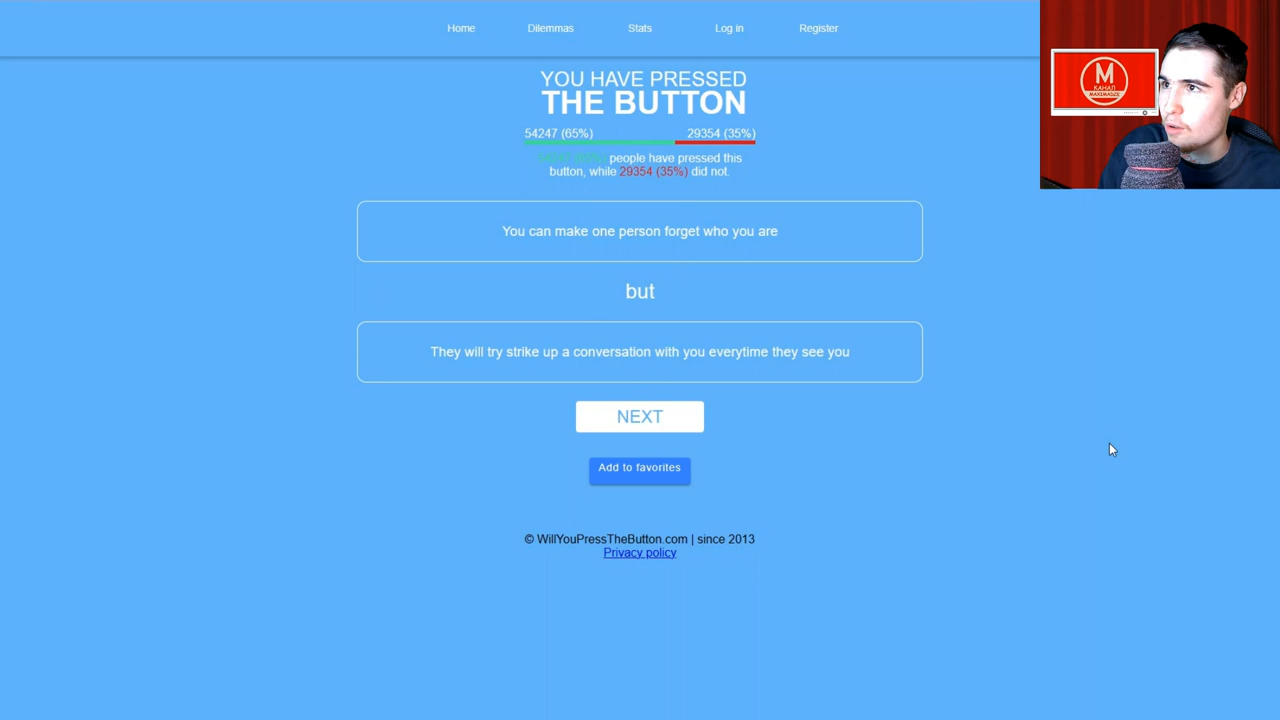 Home Dilemmas Stats Log in Register
YOU HAVE PRESSED
THE BUTTON
54247 (65%) 29354 (35%)
people have pressed this
button, while 29354 (35%) did not.
You can make one person forget who you are
but
They will try strike up a conversation with you everytime they see you
NEXT
Add to favorites
© WillYouPressTheButton.com | since 2013
Privacy policy
М
КАНАЛ